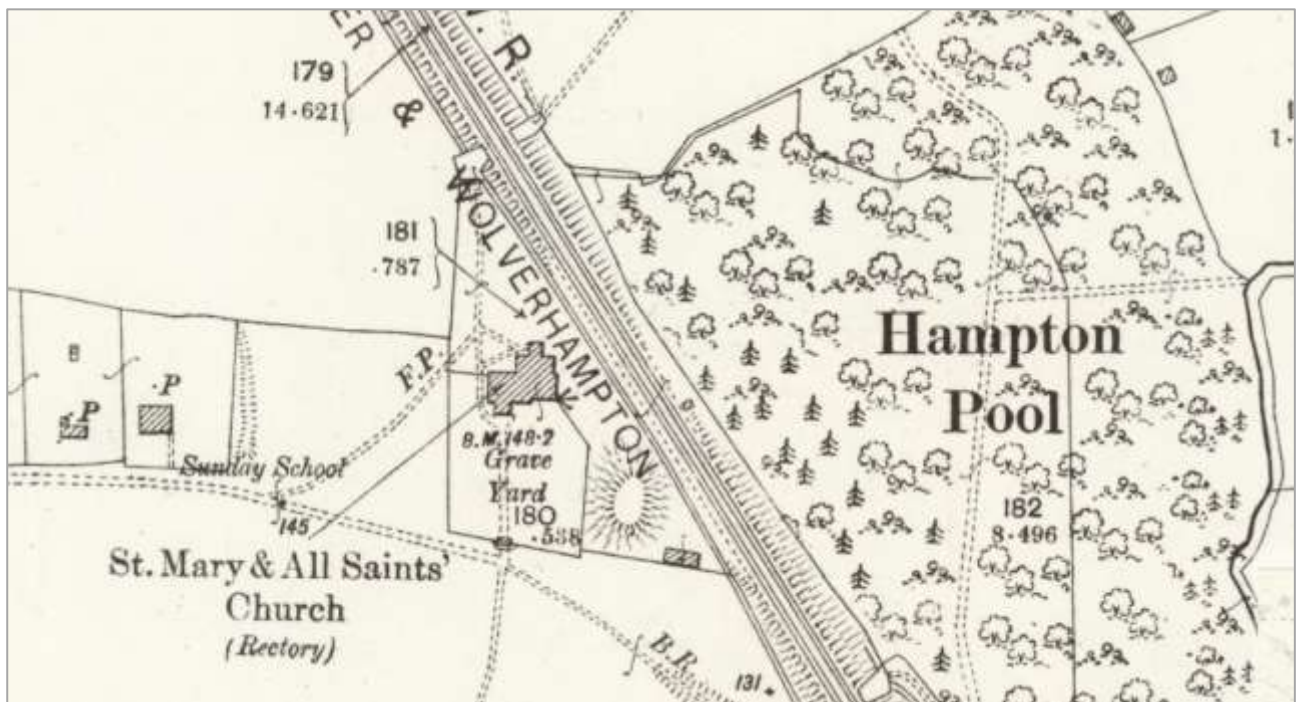 179
14·621
&
. R.
WOLVERHAMPTON
181
·787
F.P.
P
P
Sunday School
145
B.M.148·2
Grave
Yard
180
·538
St. Mary & All Saints'
Church
(Rectory)
B.R.
131
Hampton
Pool
182
8·496